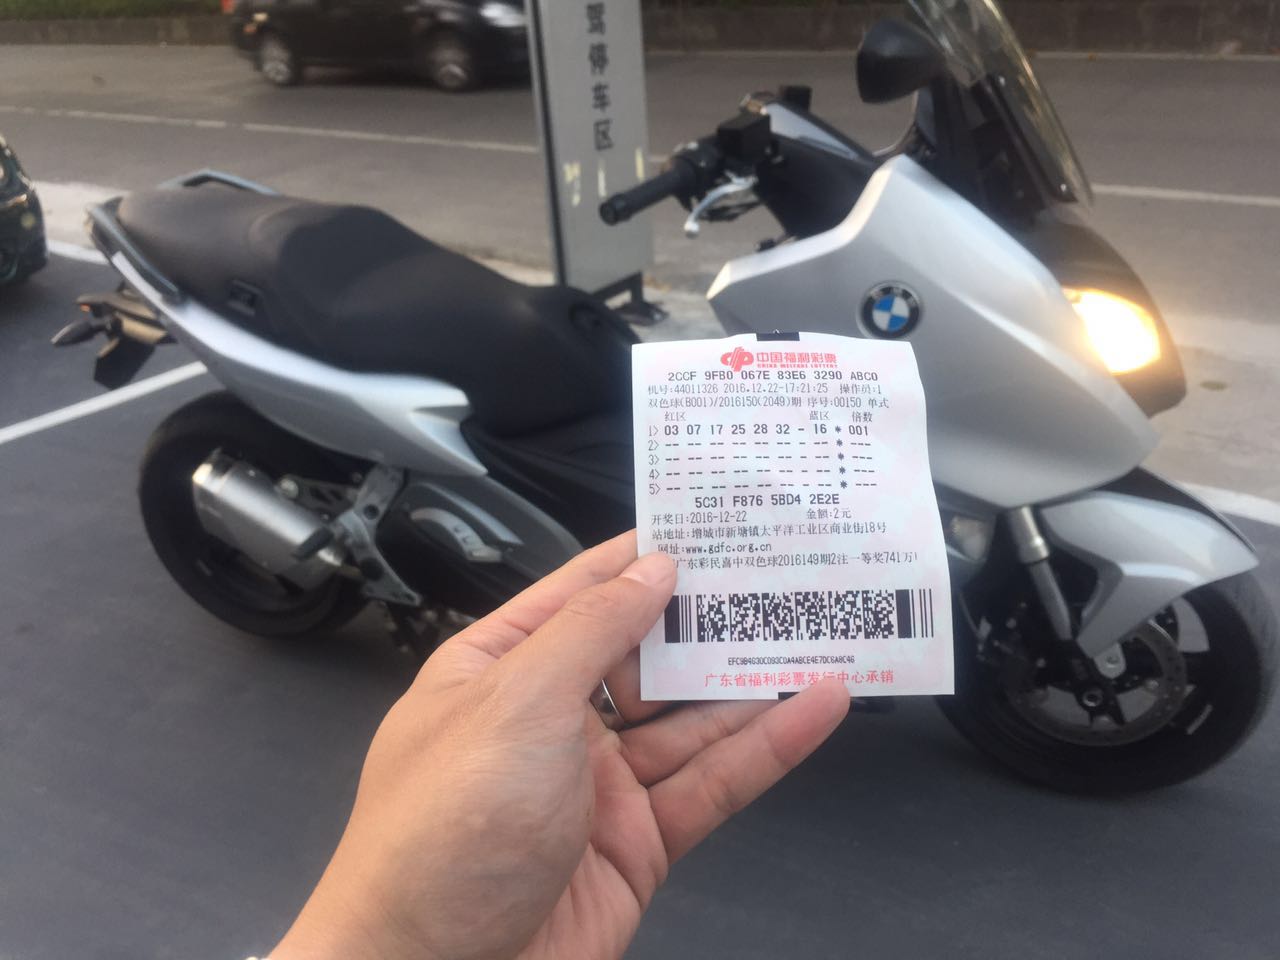 驾停车区
中国福利彩票
CHINA WELFARE LOTTERY
2CCF 9FB0 067E 83E6 3290 ABC0
机号:44011326 2016.12.22-17:21:25 操作员:1
双色球(B001)/2016150(2049)期 序号:00150 单式
红区 蓝区 倍数
1> 03 07 17 25 28 32 - 16 * 001
2> -- -- -- -- -- -- - -- * ---
3> -- -- -- -- -- -- - -- * ---
4> -- -- -- -- -- -- - -- * ---
5> -- -- -- -- -- -- - -- * ---
5C31 F876 5BD4 2E2E
开奖日:2016-12-22 金额:2元
站地址:增城市新塘镇太平洋工业区商业街18号
网址:www.gdfc.org.cn
广东彩民喜中双色球2016149期2注一等奖741万!
广东省福利彩票发行中心承销
BMW